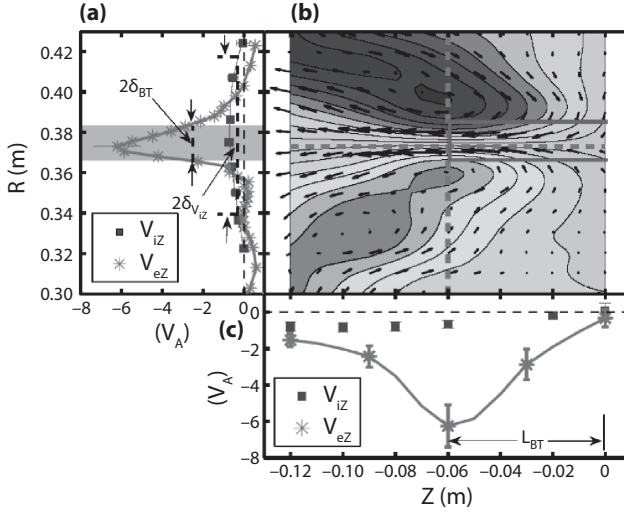 (a)
(b)
R (m)
0.42
0.40
0.38
0.36
0.34
0.32
0.30
2δBT
2δViZ
ViZ
VeZ
−8 −6 −4 −2 0
(VA)
(c)
(VA)
0
−2
−4
−6
−8
ViZ
VeZ
LBT
−0.12 −0.10 −0.08 −0.06 −0.04 −0.02 0
Z (m)